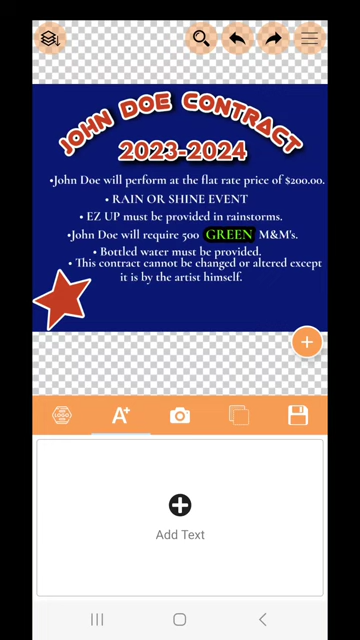 JOHN DOE CONTRACT
2023-2024
•John Doe will perform at the flat rate price of $200.00.
• RAIN OR SHINE EVENT
• EZ UP must be provided in rainstorms.
•John Doe will require 500 GREEN M&M's.
• Bottled water must be provided.
• This contract cannot be changed or altered except
it is by the artist himself.
LOGO
A+
Add Text